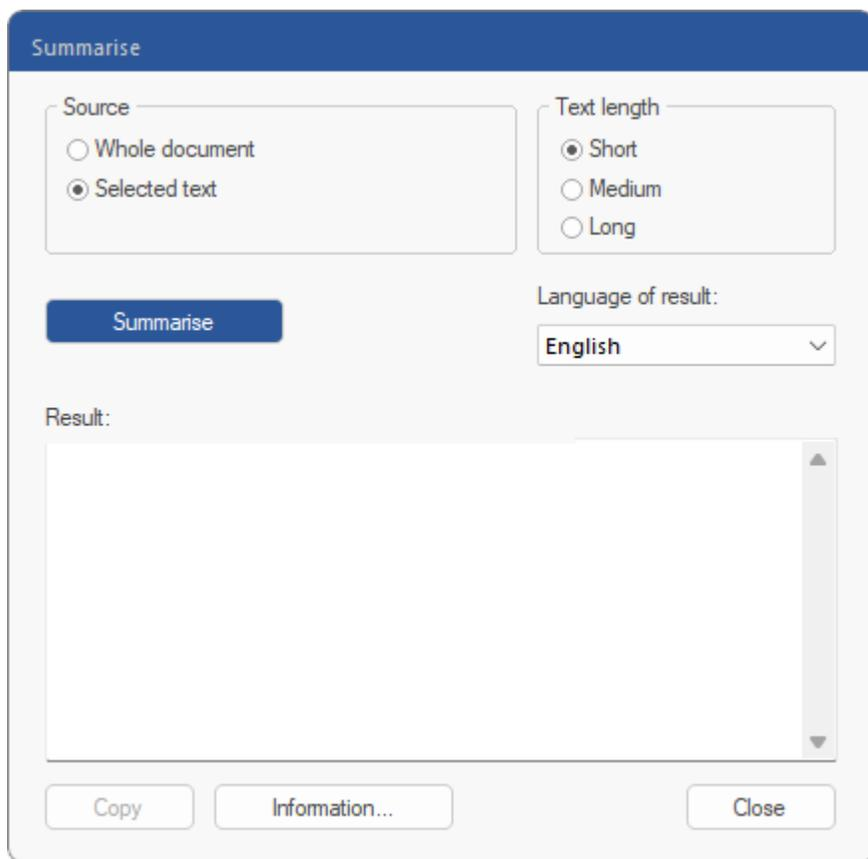 Summarise
Source
Whole document
Selected text
Text length
Short
Medium
Long
Summarise
Language of result:
English
Result:
Copy
Information...
Close